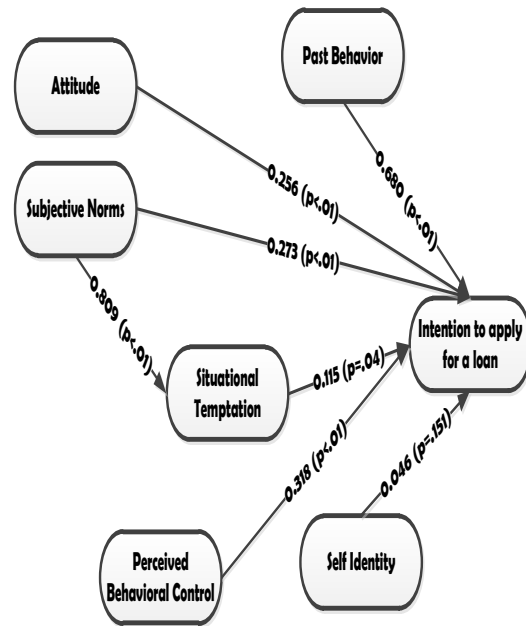 Past Behavior
Attitude
0.256 (p<.01)
0.680 (p<.01)
Subjective Norms
0.273 (p<.01)
0.809 (p<.01)
Intention to apply
for a loan
Situational
Temptation
0.115 (p=.04)
0.318 (p<.01)
0.046 (p=.151)
Perceived
Behavioral Control
Self Identity